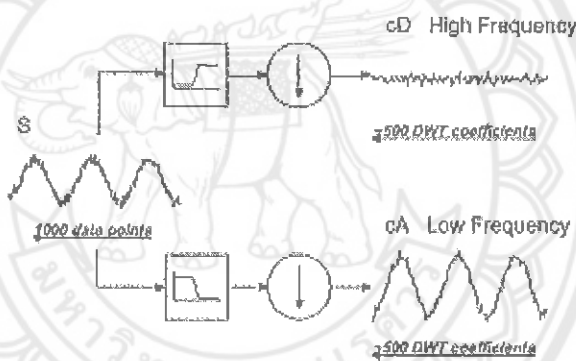 cD High Frequency
~500 DWT coefficients
S
1000 data points
cA Low Frequency
~500 DWT coefficients